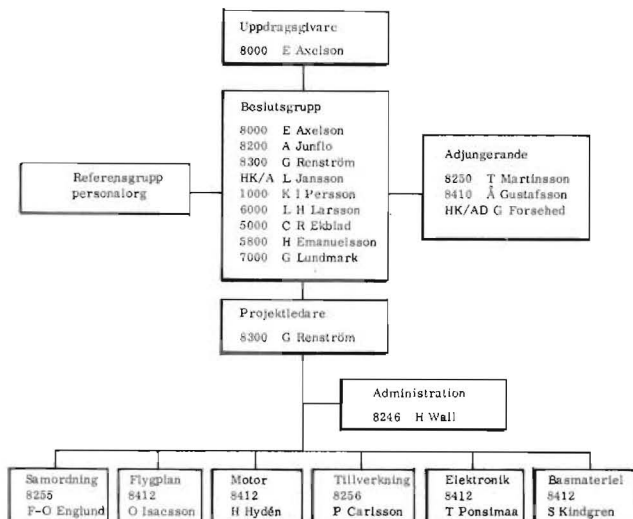 Uppdragsgivare
8000 E Axelson
Beslutsgrupp
8000 E Axelson
8200 A Junflo
8300 G Renström
HK/A L Jansson
1000 K I Persson
6000 L H Larsson
5000 C R Ekblad
5800 H Emanuelsson
7000 G Lundmark
Referensgrupp
personalorg
Adjungerande
8250 T Martinsson
8410 Å Gustafsson
HK/AD G Forsehed
Projektledare
8300 G Renström
Administration
8246 H Wall
Samordning
8255
F-O Englund
Flygplan
8412
O Isacsson
Motor
8412
H Hydén
Tillverkning
8256
P Carlsson
Elektronik
8412
T Ponsimaa
Basmateriel
8412
S Kindgren